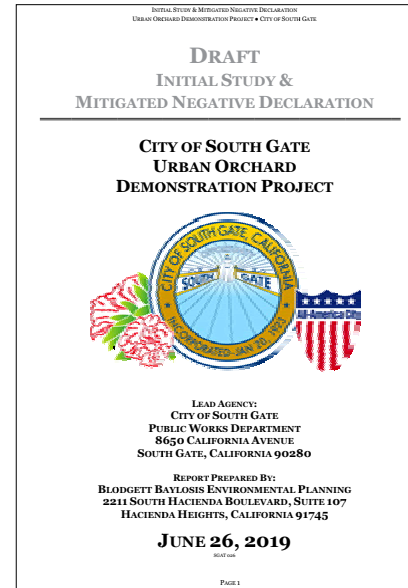 INITIAL STUDY & MITIGATED NEGATIVE DECLARATION
URBAN ORCHARD DEMONSTRATION PROJECT ● CITY OF SOUTH GATE
DRAFT
INITIAL STUDY &
MITIGATED NEGATIVE DECLARATION
CITY OF SOUTH GATE
URBAN ORCHARD
DEMONSTRATION PROJECT
CITY OF SOUTH GATE, CALIFORNIA
SOUTH GATE
INCORPORATED JAN 20, 1923
All-America City
LEAD AGENCY:
CITY OF SOUTH GATE
PUBLIC WORKS DEPARTMENT
8650 CALIFORNIA AVENUE
SOUTH GATE, CALIFORNIA 90280
REPORT PREPARED BY:
BLODGETT BAYLOSIS ENVIRONMENTAL PLANNING
2211 SOUTH HACIENDA BOULEVARD, SUITE 107
HACIENDA HEIGHTS, CALIFORNIA 91745
JUNE 26, 2019
SGAT 026
PAGE 1